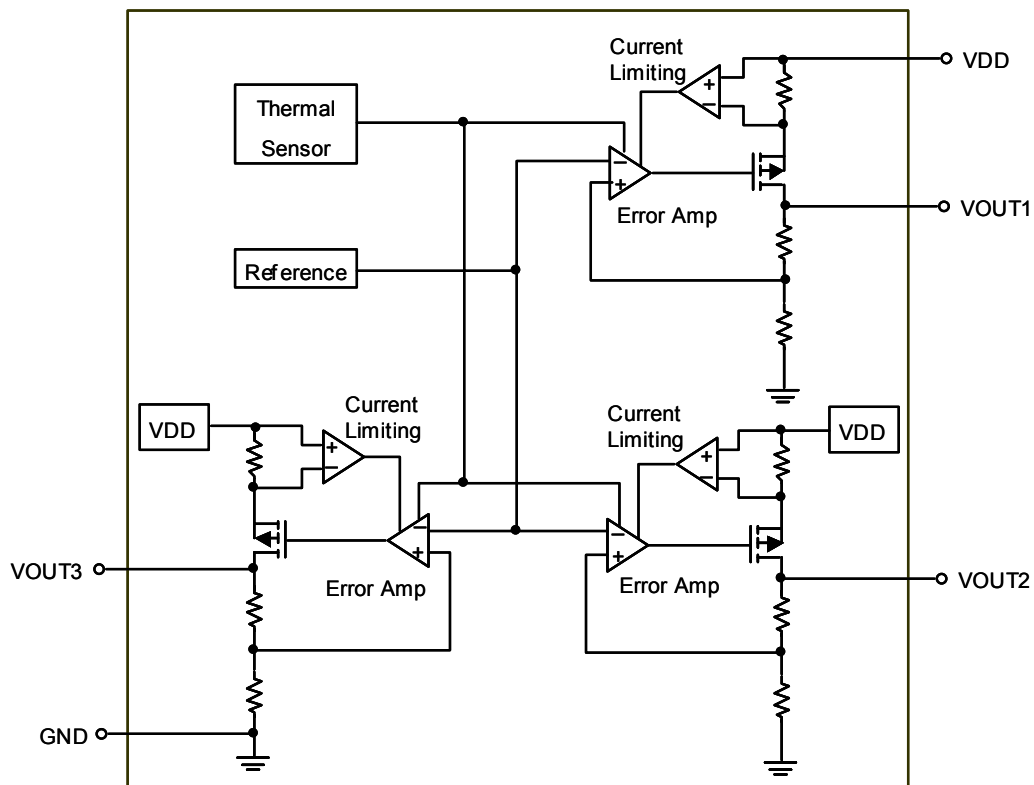 Current
Limiting
+
−
VDD
Thermal
Sensor
−
+
Error Amp
VOUT1
Reference
VDD
Current
Limiting
+
−
Current
Limiting
+
−
VDD
−
+
Error Amp
−
+
Error Amp
VOUT3
VOUT2
GND